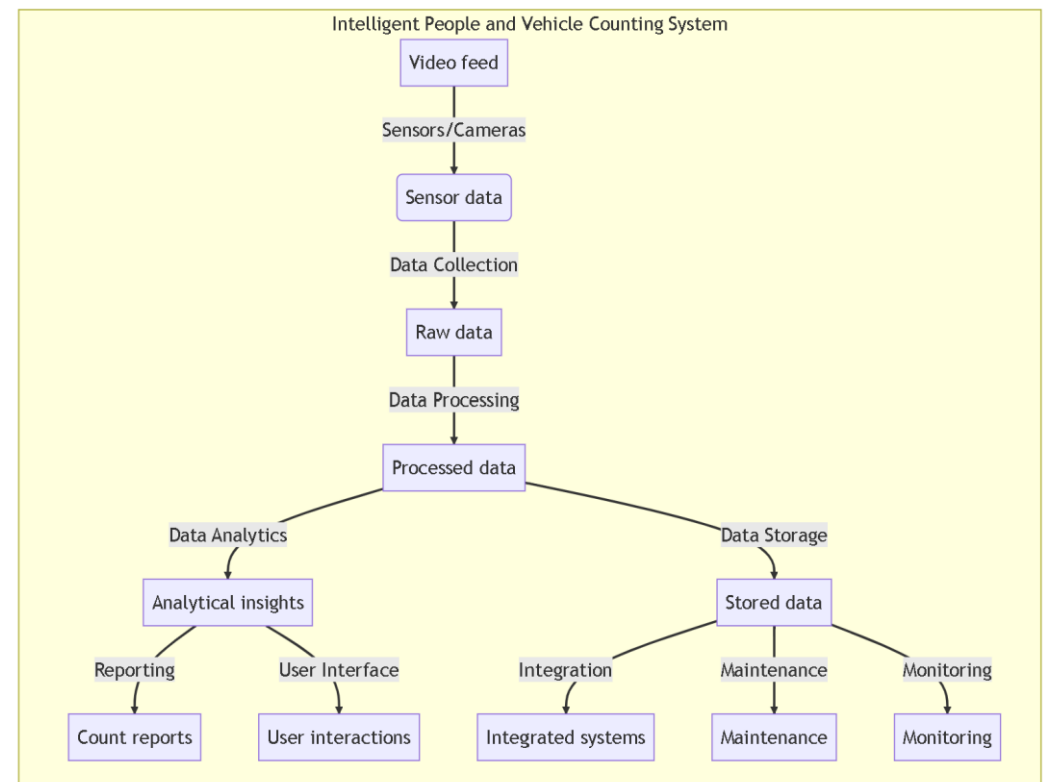 Intelligent People and Vehicle Counting System
Video feed
Sensors/Cameras
Sensor data
Data Collection
Raw data
Data Processing
Processed data
Data Analytics
Data Storage
Analytical insights
Stored data
Reporting
User Interface
Integration
Maintenance
Monitoring
Count reports
User interactions
Integrated systems
Maintenance
Monitoring